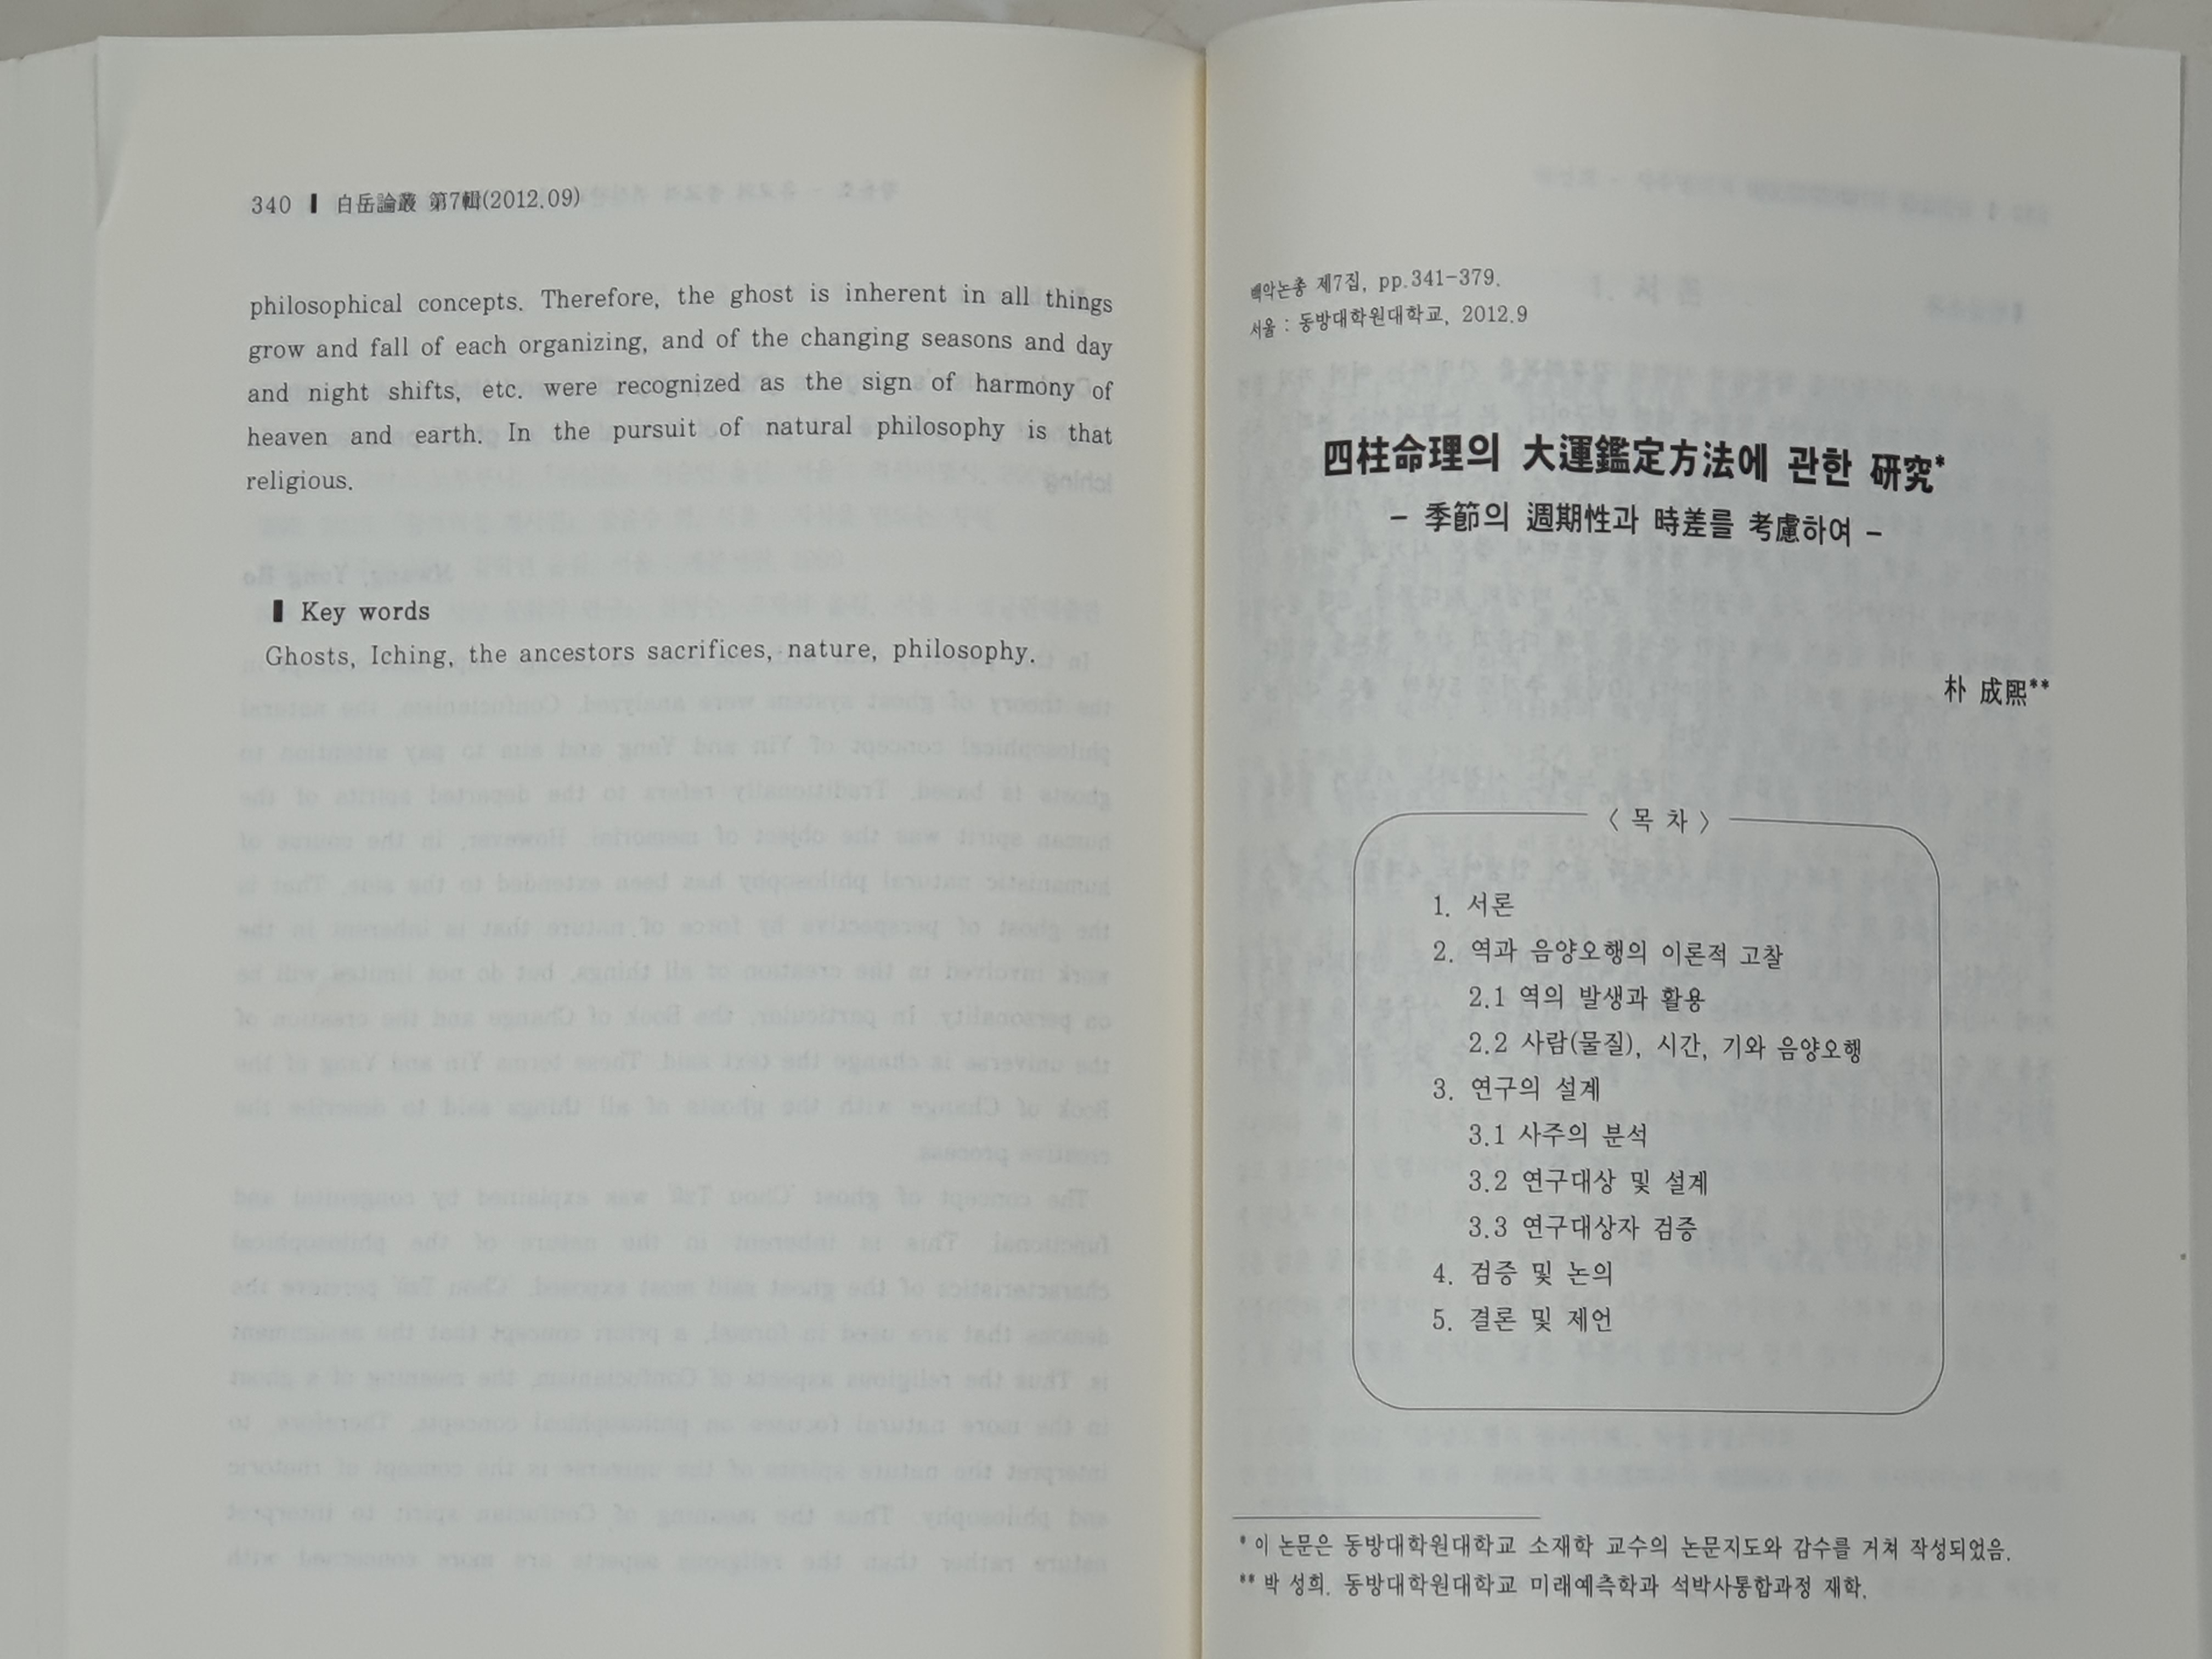 340 ▌ 白岳論叢 第7輯(2012.09)
philosophical concepts. Therefore, the ghost is inherent in all things
grow and fall of each organizing, and of the changing seasons and day
and night shifts, etc. were recognized as the sign of harmony of
heaven and earth. In the pursuit of natural philosophy is that
religious.
▌ Key words
Ghosts, Iching, the ancestors sacrifices, nature, philosophy.
백악논총 제7집, pp.341-379.
서울 : 동방대학원대학교, 2012.9
四柱命理의 大運鑑定方法에 관한 研究*
- 季節의 週期性과 時差를 考慮하여 -
朴 成熙**
〈 목 차 〉
1. 서론
2. 역과 음양오행의 이론적 고찰
2.1 역의 발생과 활용
2.2 사람(물질), 시간, 기와 음양오행
3. 연구의 설계
3.1 사주의 분석
3.2 연구대상 및 설계
3.3 연구대상자 검증
4. 검증 및 논의
5. 결론 및 제언
* 이 논문은 동방대학원대학교 소재학 교수의 논문지도와 감수를 거쳐 작성되었음.
** 박 성희. 동방대학원대학교 미래예측학과 석박사통합과정 재학.